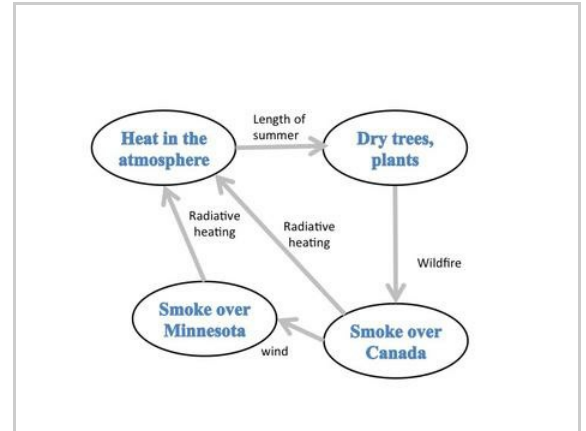 Length of
summer
Heat in the
atmosphere
Dry trees,
plants
Radiative
heating
Radiative
heating
Wildfire
Smoke over
Minnesota
Smoke over
Canada
wind